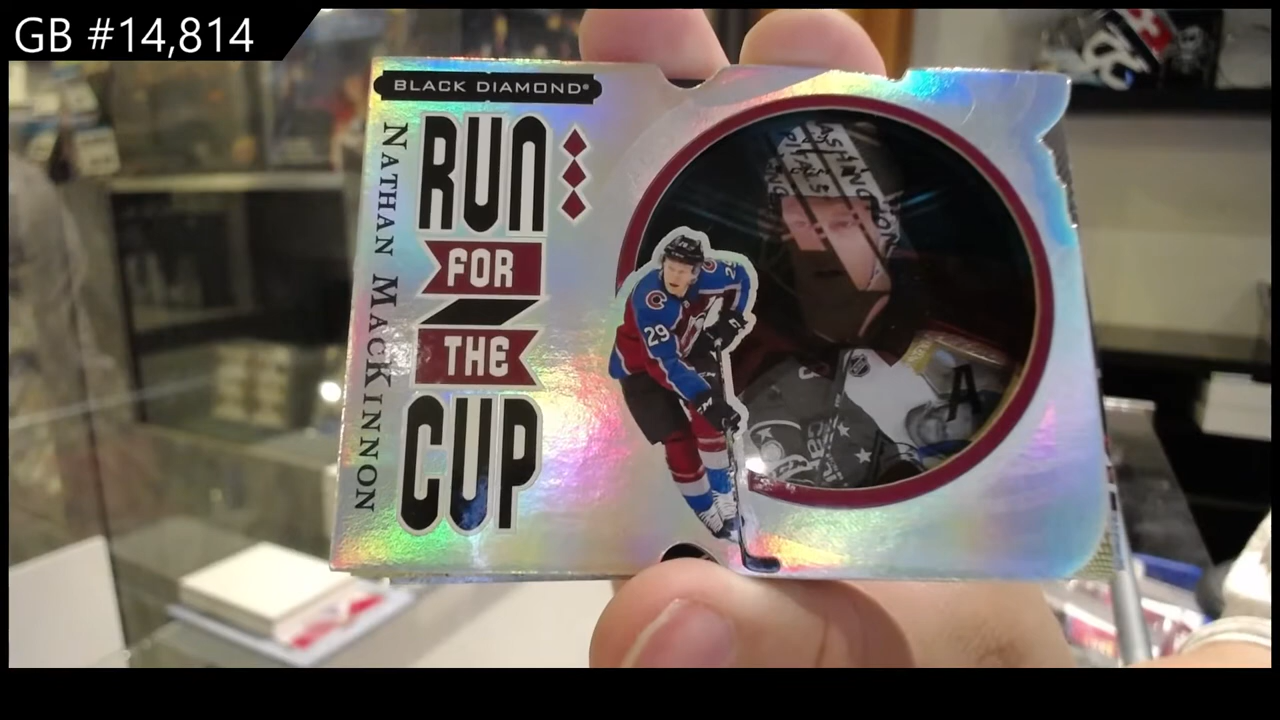 GB #14,814
BLACK DIAMOND®
NATHAN MACKINNON
RUN
FOR
THE
CUP
29
A